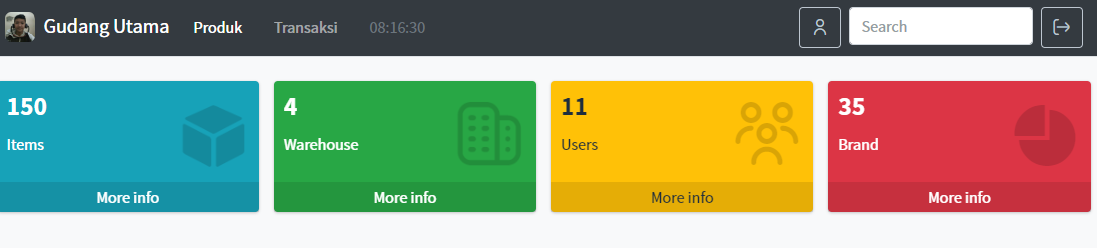 Gudang Utama Produk Transaksi 08:16:30 Search
150 4 11 35
Items Warehouse Users Brand
More info More info More info More info